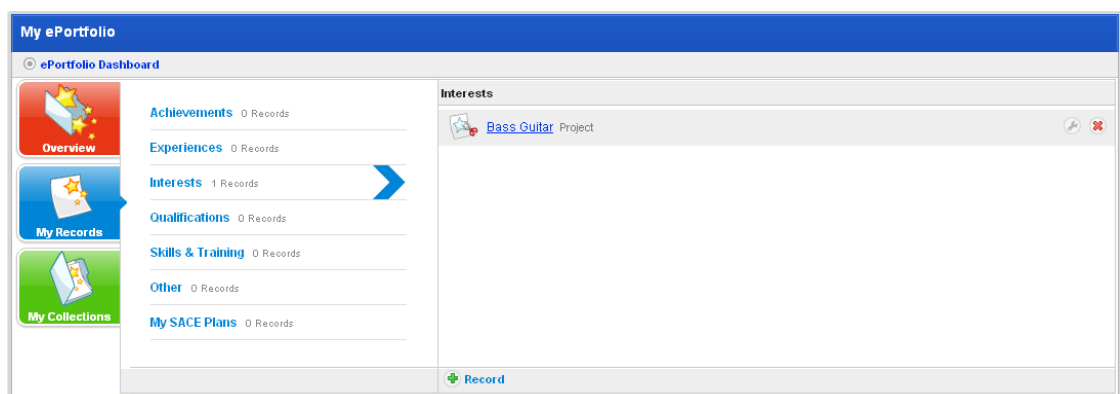 My ePortfolio
ePortfolio Dashboard
Overview
My Records
My Collections
Achievements 0 Records
Experiences 0 Records
Interests 1 Records
Qualifications 0 Records
Skills & Training 0 Records
Other 0 Records
My SACE Plans 0 Records
Interests
Bass Guitar Project
Record